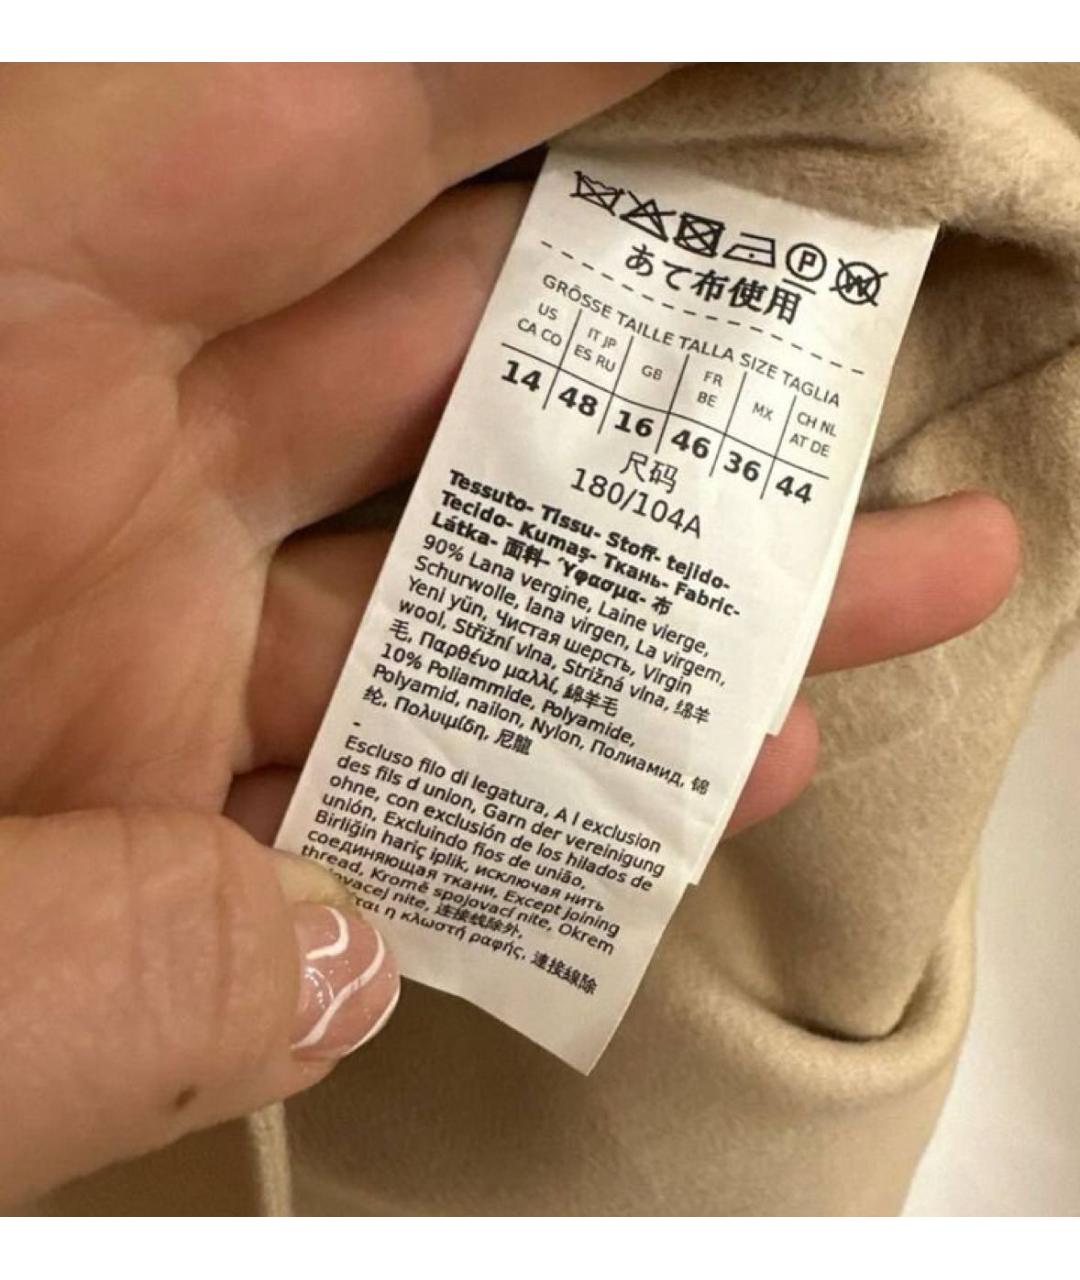 P W
あて布使用
GRÖSSE TAILLE TALLA SIZE TAGLIA
US CA CO IT JP ES RU GB FR BE MX CH NL AT DE
14 48 16 46 36 44
尺码
180/104A
Tessuto- Tissu- Stoff- tejido-
Tecido- Kumaş- Ткань- Fabric-
Látka- 面料- Ύφασμα- 布
90% Lana vergine, Laine vierge,
Schurwolle, lana virgen, La virgem,
Yeni yün, Чистая шерсть, Virgin
wool, Střižní vlna, Strižná vlna, 绵羊
毛, Παρθένο μαλλί, 綿羊毛
10% Poliammide, Polyamide,
Polyamid, nailon, Nylon, Полиамид, 锦
纶, Πολυιμίδη, 尼龍
-
Escluso filo di legatura, A l exclusion
des fils d union, Garn der vereinigung
ohne, con exclusión de los hilados de
unión, Excluindo fios de união,
Birliğin hariç iplik, исключая нить
соединяющая ткани, Except joining
thread, Kromě spojovací nite, Okrem
nite, 连接线除外,
η κλωστή ραφής, 連接線除